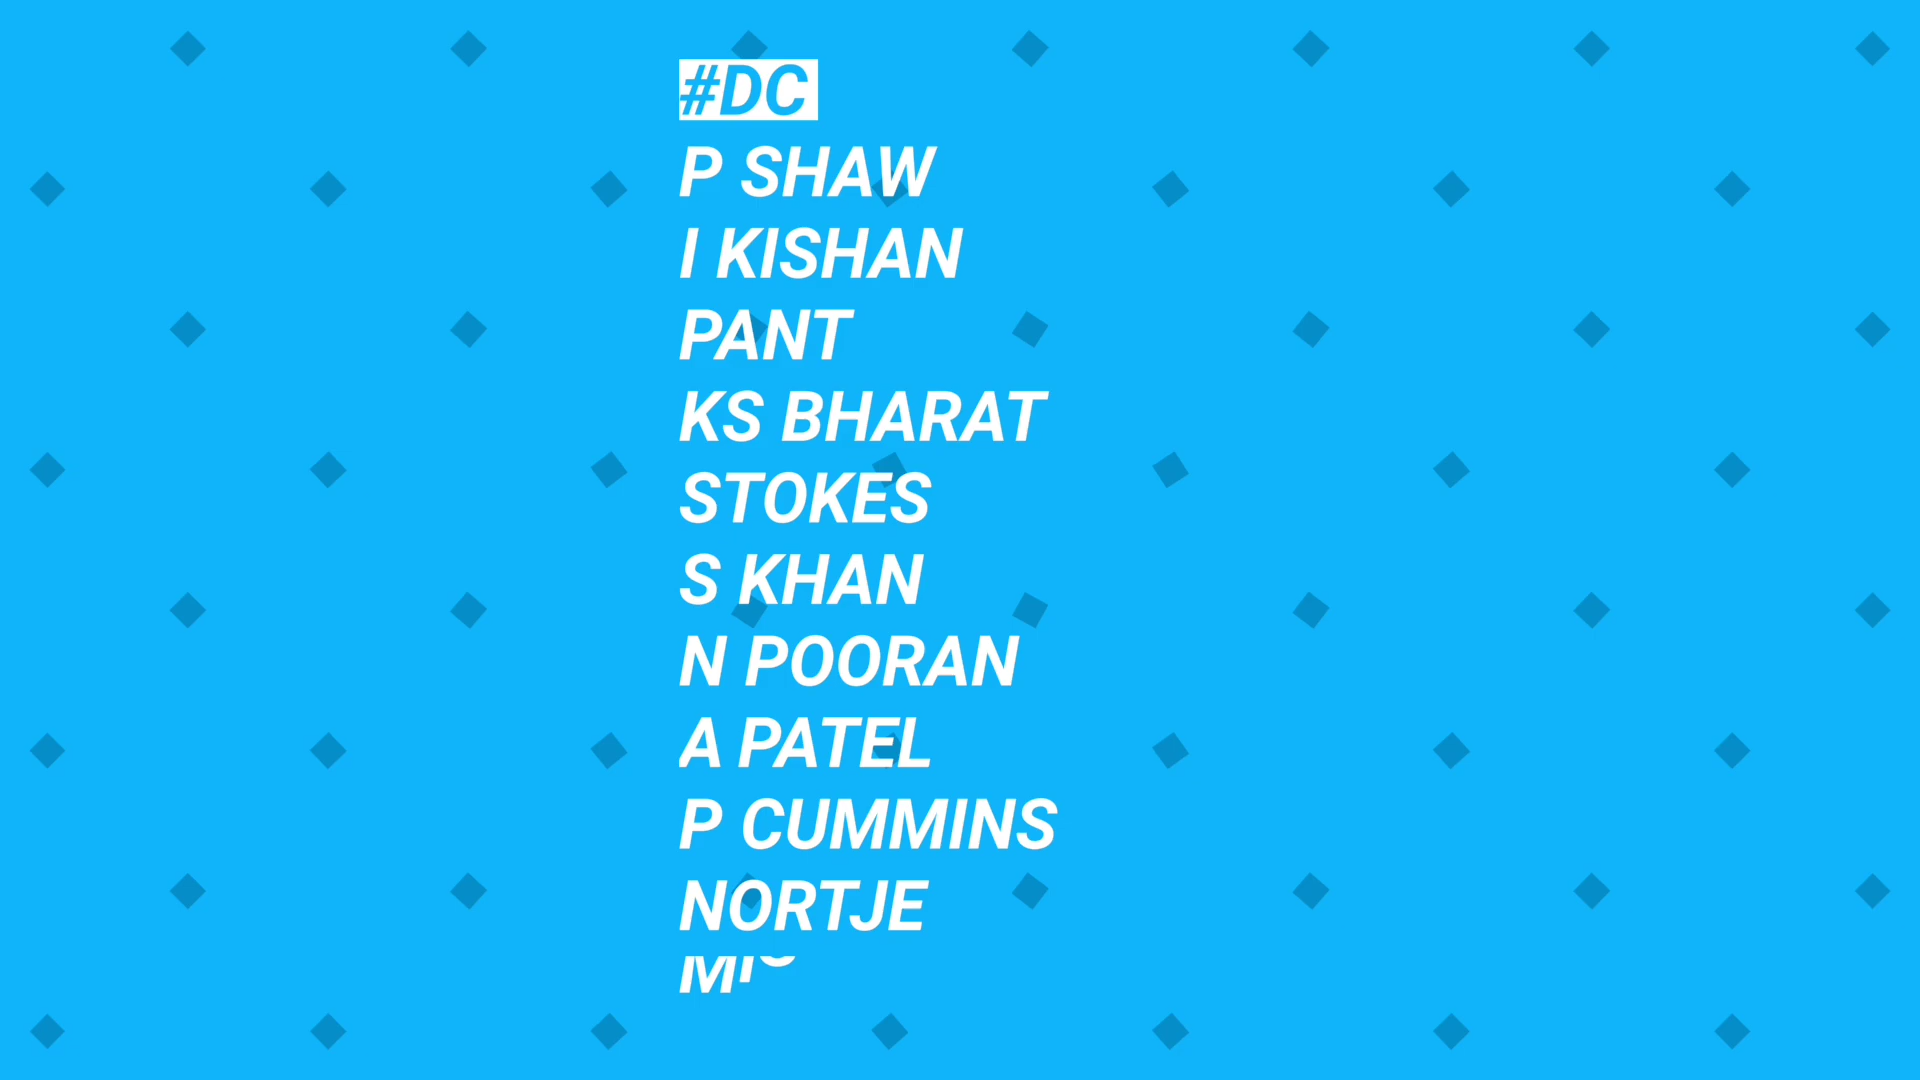 #DC
P SHAW
I KISHAN
PANT
KS BHARAT
STOKES
S KHAN
N POORAN
A PATEL
P CUMMINS
NORTJE